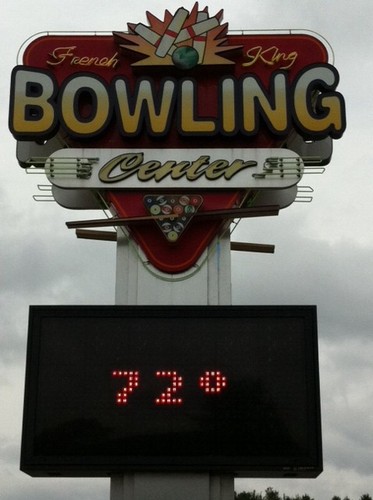 French King
BOWLING
Center
72°